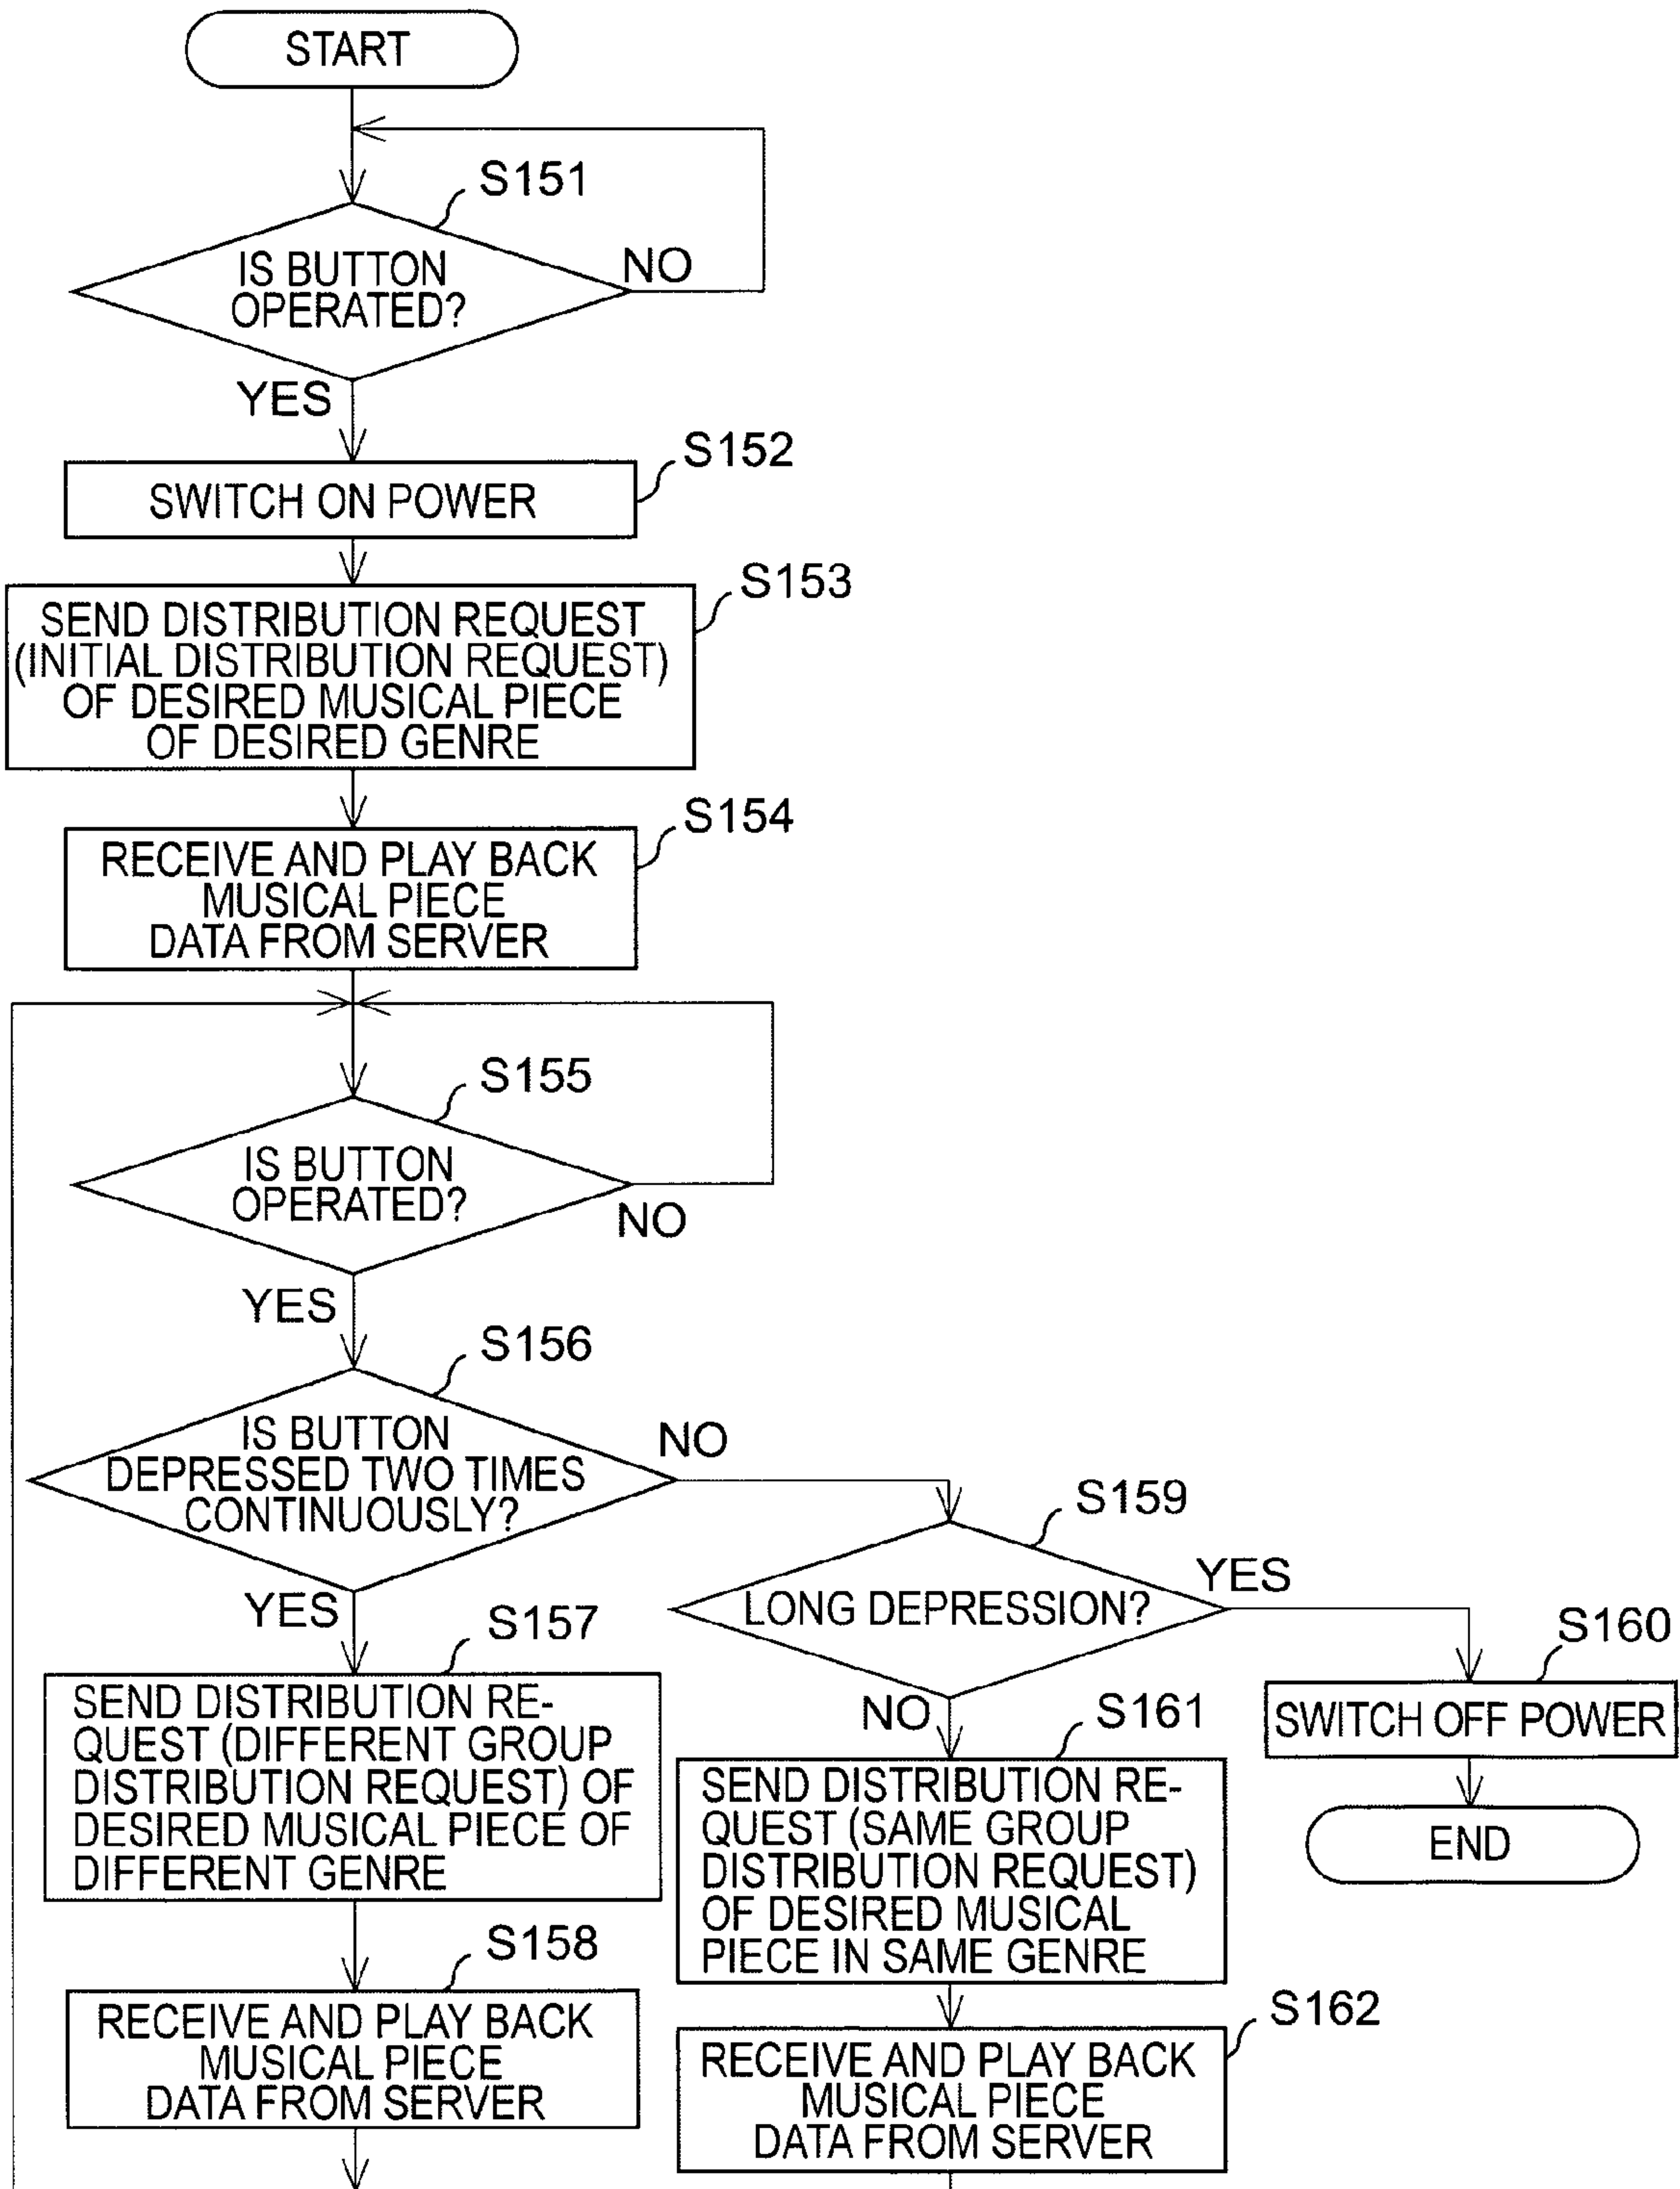 START
S151
IS BUTTON
OPERATED?
NO
YES
S152
SWITCH ON POWER
S153
SEND DISTRIBUTION REQUEST
(INITIAL DISTRIBUTION REQUEST)
OF DESIRED MUSICAL PIECE
OF DESIRED GENRE
S154
RECEIVE AND PLAY BACK
MUSICAL PIECE
DATA FROM SERVER
S155
IS BUTTON
OPERATED?
NO
YES
S156
IS BUTTON
DEPRESSED TWO TIMES
CONTINUOUSLY?
NO
YES
S159
LONG DEPRESSION?
YES
NO
S160
SWITCH OFF POWER
END
S157
SEND DISTRIBUTION RE-
QUEST (DIFFERENT GROUP
DISTRIBUTION REQUEST) OF
DESIRED MUSICAL PIECE OF
DIFFERENT GENRE
S158
RECEIVE AND PLAY BACK
MUSICAL PIECE
DATA FROM SERVER
S161
SEND DISTRIBUTION RE-
QUEST (SAME GROUP
DISTRIBUTION REQUEST)
OF DESIRED MUSICAL
PIECE IN SAME GENRE
S162
RECEIVE AND PLAY BACK
MUSICAL PIECE
DATA FROM SERVER